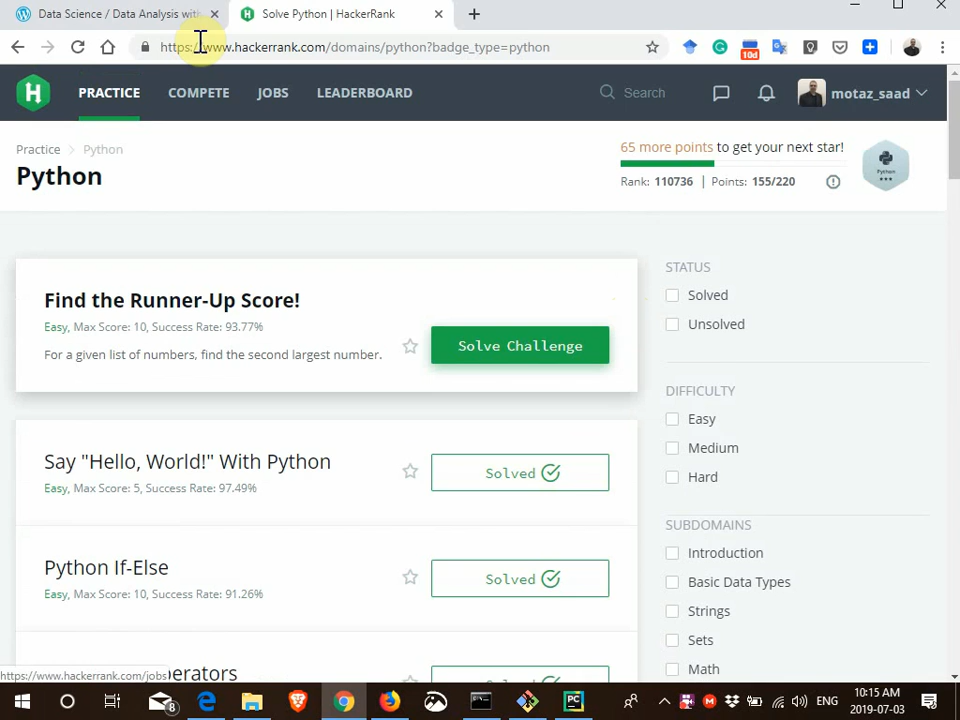 Data Science / Data Analysis with
Solve Python | HackerRank
https://www.hackerrank.com/domains/python?badge_type=python
10d
H
PRACTICE
COMPETE
JOBS
LEADERBOARD
Search
motaz_saad
Practice
Python
65 more points to get your next star!
Python
Rank: 110736 | Points: 155/220
Python
Find the Runner-Up Score!
Easy, Max Score: 10, Success Rate: 93.77%
For a given list of numbers, find the second largest number.
Solve Challenge
Say "Hello, World!" With Python
Easy, Max Score: 5, Success Rate: 97.49%
Solved
Python If-Else
Easy, Max Score: 10, Success Rate: 91.26%
Solved
perators
STATUS
Solved
Unsolved
DIFFICULTY
Easy
Medium
Hard
SUBDOMAINS
Introduction
Basic Data Types
Strings
Sets
Math
https://www.hackerrank.com/jobs
8
ENG
10:15 AM
2019-07-03